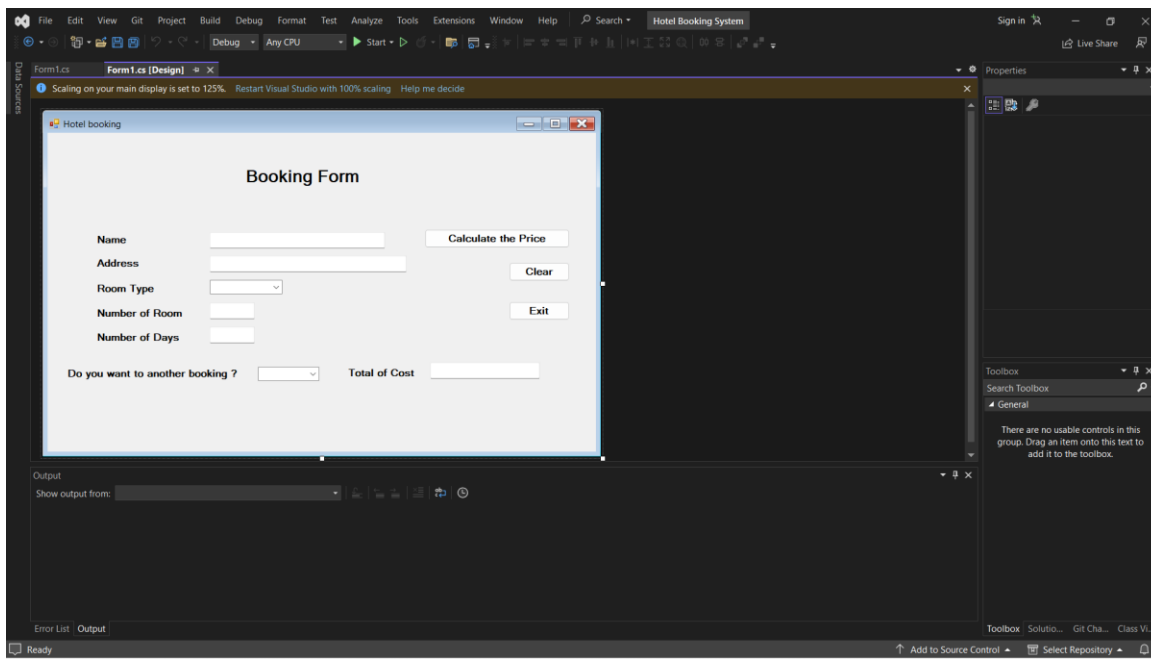 File Edit View Git Project Build Debug Format Test Analyze Tools Extensions Window Help Search Hotel Booking System Sign in
Debug Any CPU Start Live Share
Data Sources
Form1.cs Form1.cs [Design]
Scaling on your main display is set to 125%. Restart Visual Studio with 100% scaling Help me decide
Hotel booking
Booking Form
Name
Calculate the Price
Address
Clear
Room Type
Number of Room
Exit
Number of Days
Do you want to another booking ? Total of Cost
Properties
Toolbox
Search Toolbox
General
There are no usable controls in this
group. Drag an item onto this text to
add it to the toolbox.
Output
Show output from:
Error List Output
Toolbox Solutio... Git Cha... Class Vi...
Ready Add to Source Control Select Repository